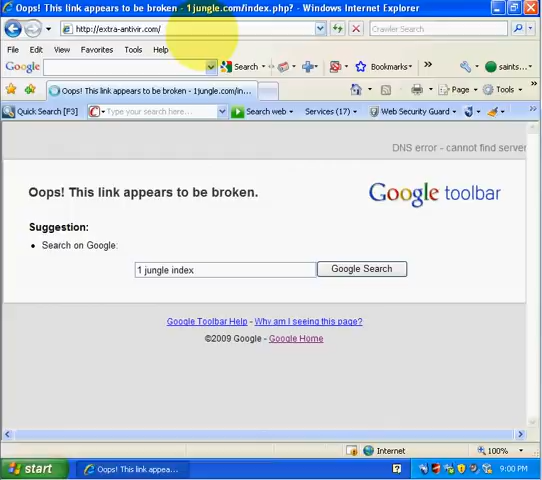 Oops! This link appears to be broken - 1jungle.com/index.php? - Windows Internet Explorer
http://extra-antivir.com/
Crawler Search
File Edit View Favorites Tools Help
Google Search Bookmarks saints...
Oops! This link appears to be broken - 1jungle.com/in... Page Tools
Quick Search [F3] Type your search here... Search web Services (17) Web Security Guard
DNS error - cannot find server
Oops! This link appears to be broken.
Google toolbar
Suggestion:
Search on Google:
1 jungle index Google Search
Google Toolbar Help - Why am I seeing this page?
©2009 Google - Google Home
Internet 100%
start Oops! This link appea... 9:00 PM